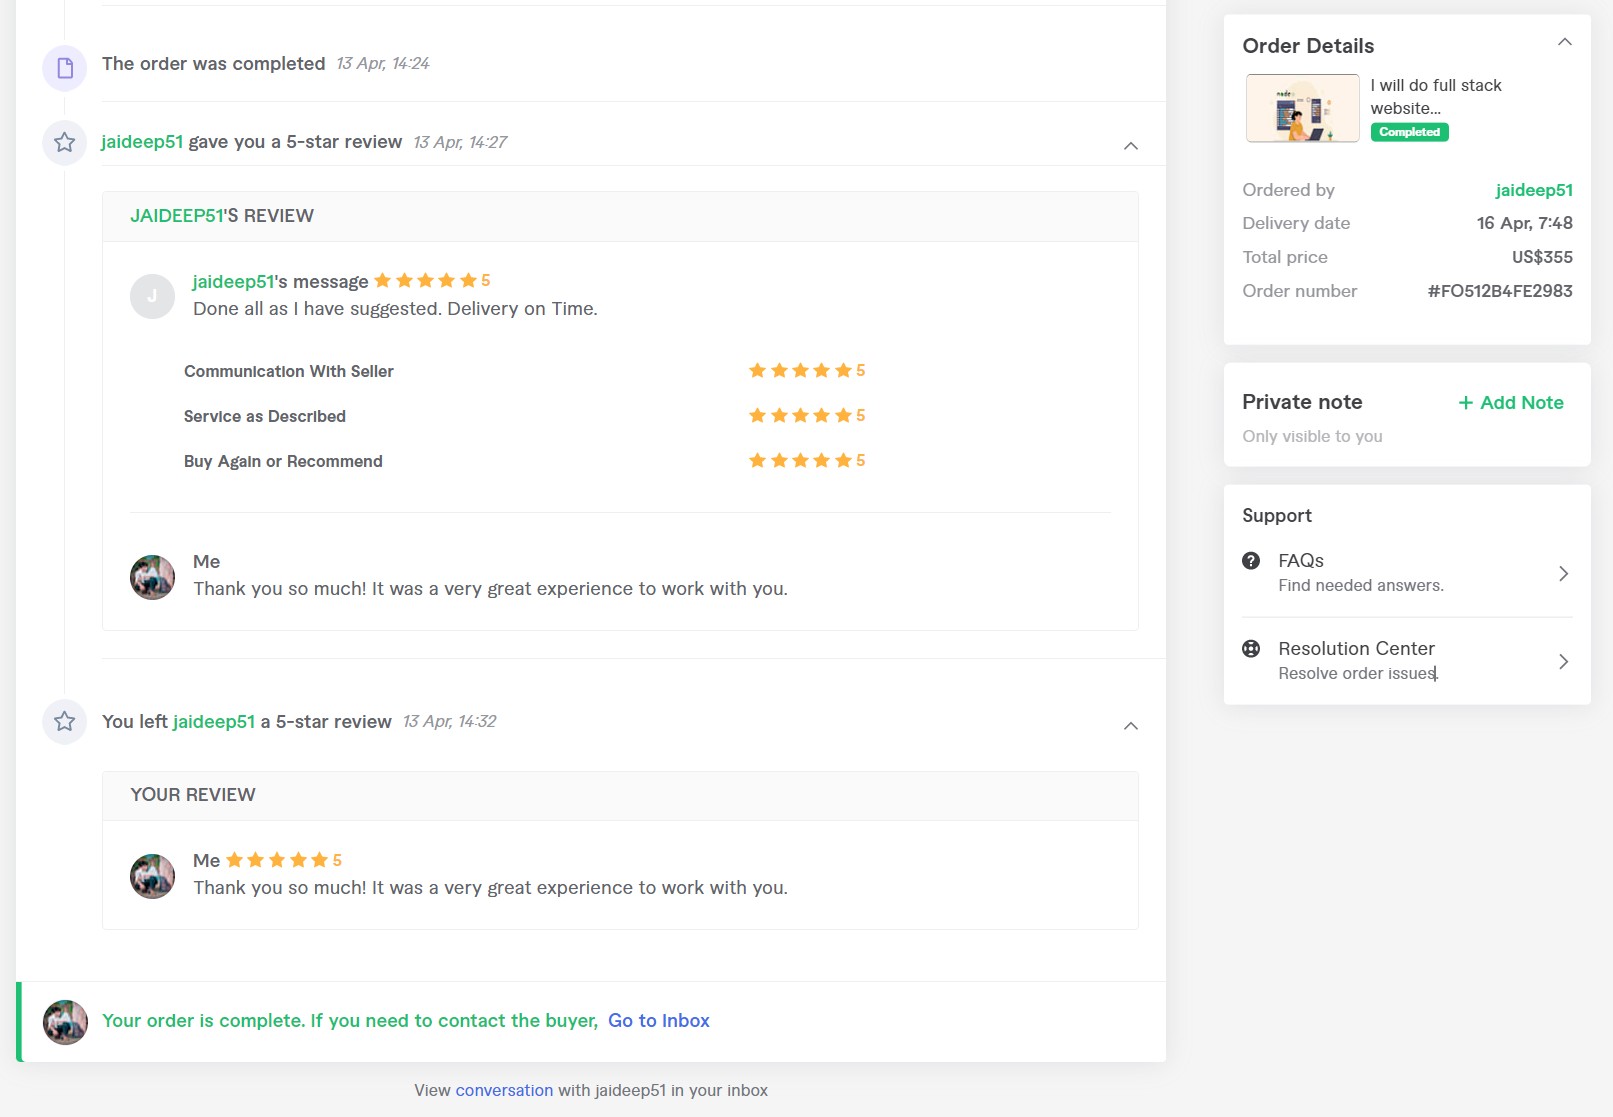 The order was completed 13 Apr, 14:24
jaideep51 gave you a 5-star review 13 Apr, 14:27
JAIDEEP51'S REVIEW
J
jaideep51's message 5
Done all as I have suggested. Delivery on Time.
Communication With Seller 5
Service as Described 5
Buy Again or Recommend 5
Me
Thank you so much! It was a very great experience to work with you.
You left jaideep51 a 5-star review 13 Apr, 14:32
YOUR REVIEW
Me 5
Thank you so much! It was a very great experience to work with you.
Your order is complete. If you need to contact the buyer, Go to Inbox
View conversation with jaideep51 in your inbox
Order Details
I will do full stack
website...
Completed
Ordered by jaideep51
Delivery date 16 Apr, 7:48
Total price US$355
Order number #FO512B4FE2983
Private note + Add Note
Only visible to you
Support
FAQs
Find needed answers.
Resolution Center
Resolve order issues.